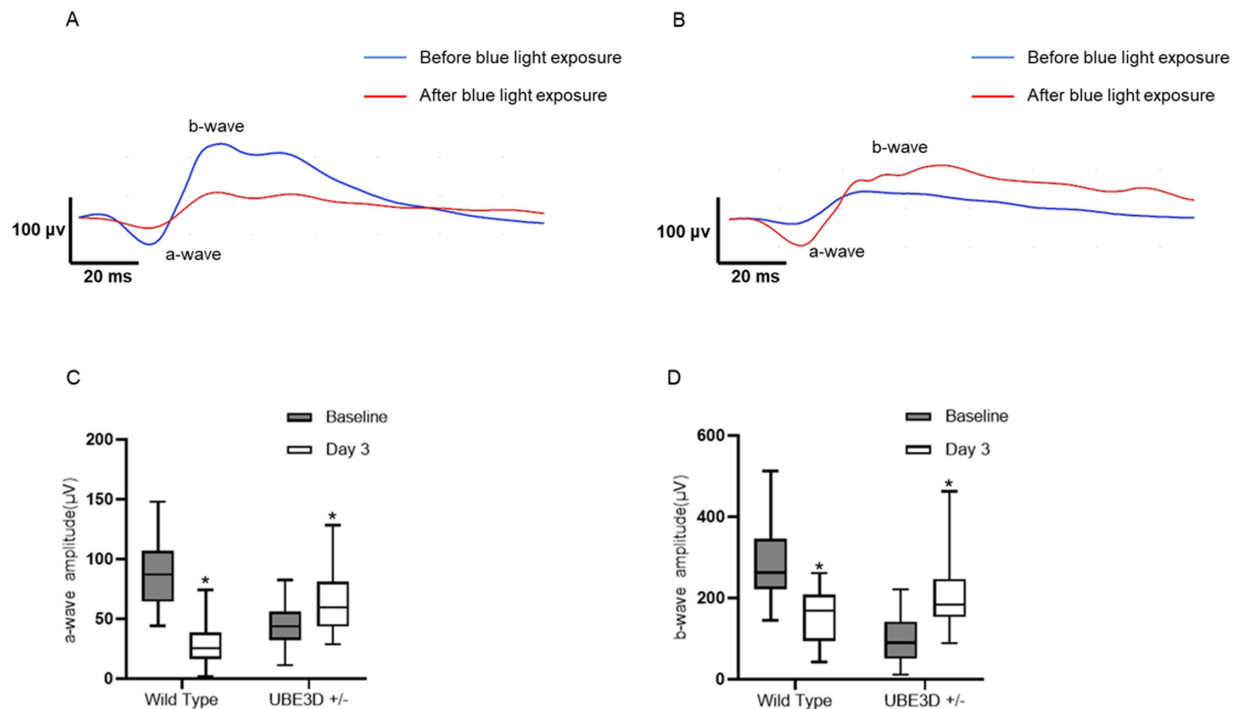 A
Before blue light exposure
After blue light exposure
b-wave
a-wave
100 µv
20 ms
B
Before blue light exposure
After blue light exposure
b-wave
a-wave
100 µv
20 ms
C
Baseline
Day 3
a-wave amplitude(µV)
200
150
100
50
0
*
*
Wild Type
UBE3D +/-
D
Baseline
Day 3
b-wave amplitude(µV)
600
400
200
0
*
*
Wild Type
UBE3D +/-